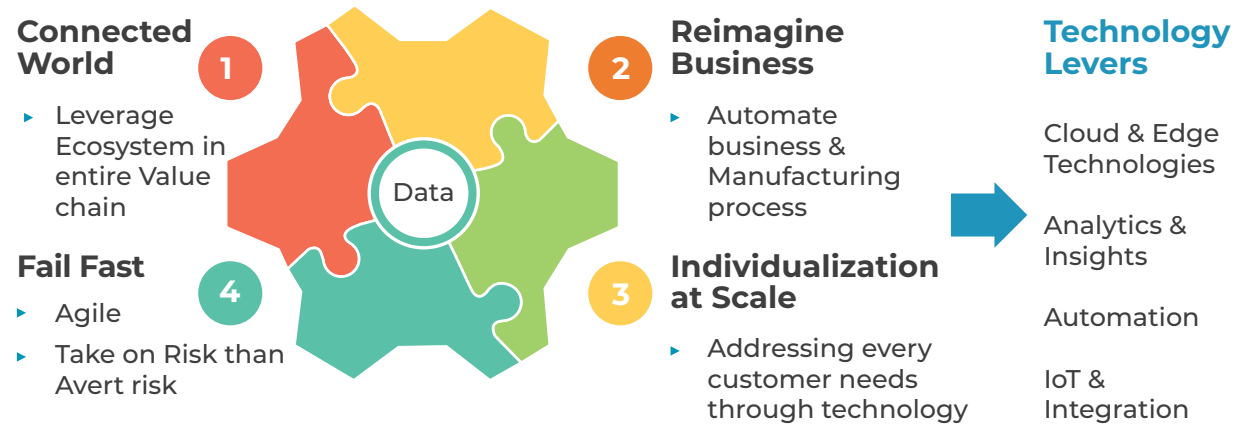 Connected
World
1
▸ Leverage
Ecosystem in
entire Value
chain
Fail Fast
4
▸ Agile
▸ Take on Risk than
Avert risk
Data
2
Reimagine
Business
▸ Automate
business &
Manufacturing
process
3
Individualization
at Scale
▸ Addressing every
customer needs
through technology
Technology
Levers
Cloud & Edge
Technologies
Analytics &
Insights
Automation
IoT &
Integration